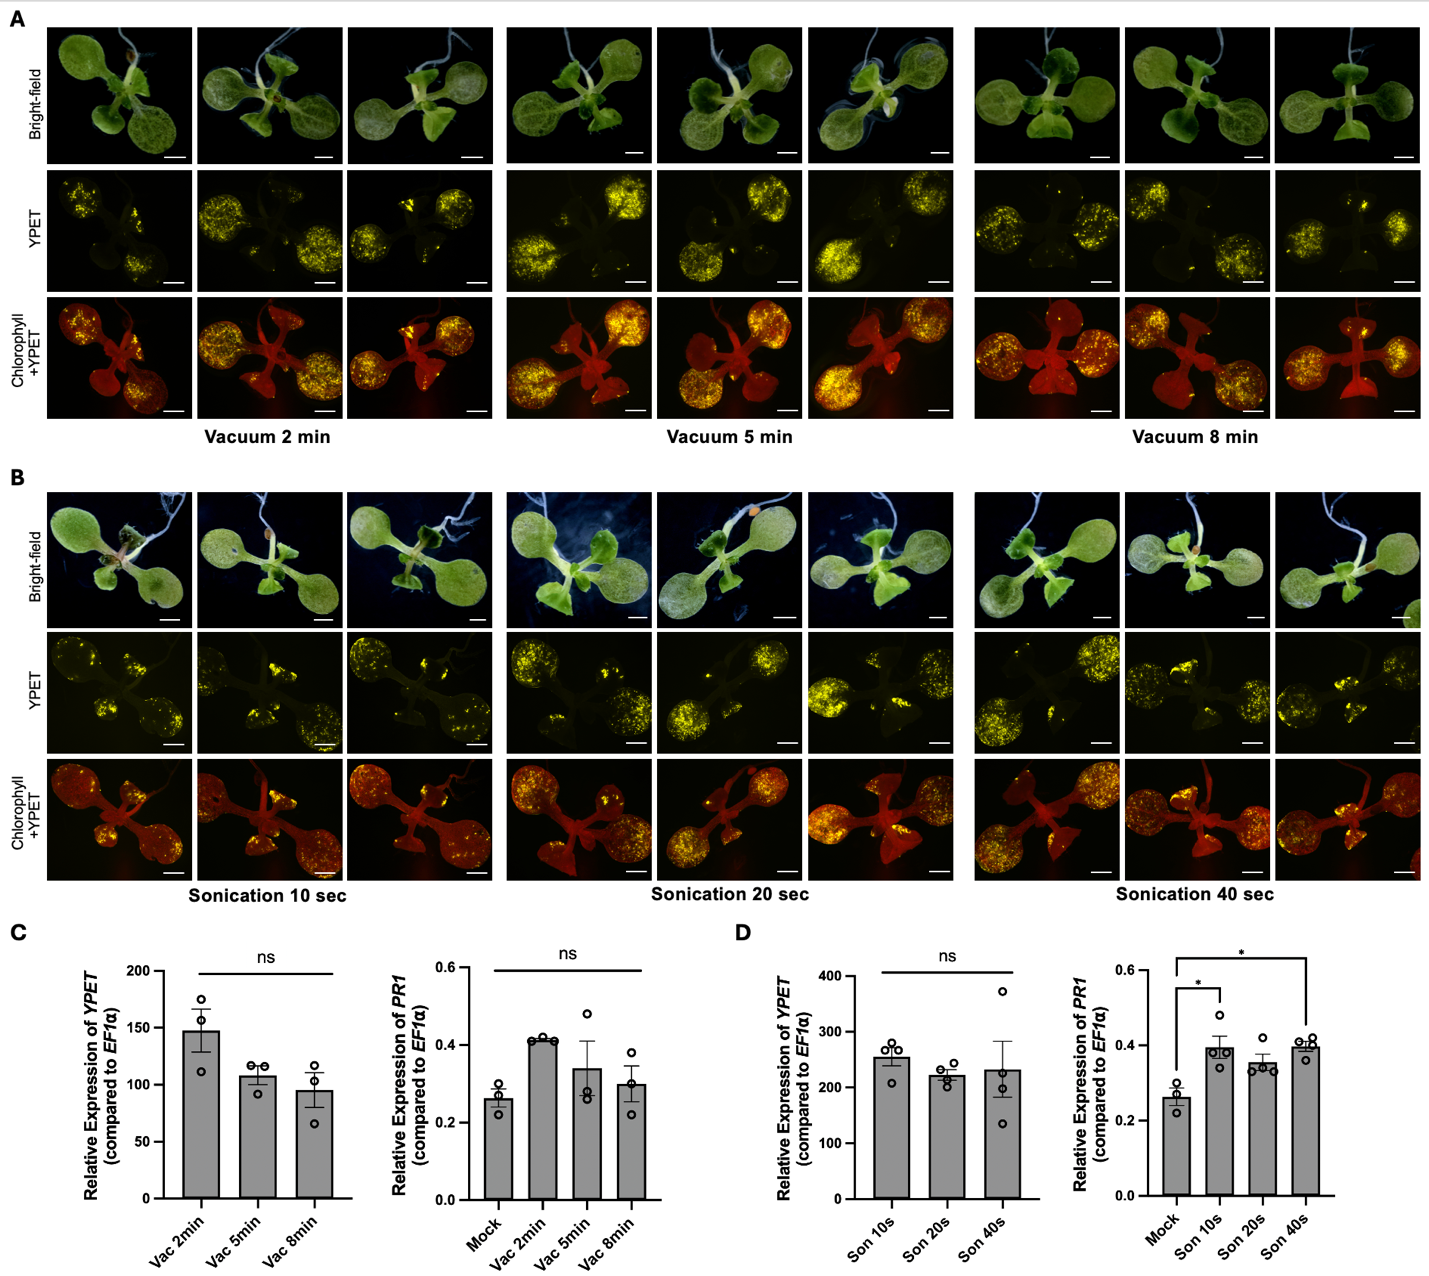 A
Bright-field
YPET
Chlorophyll
+YPET
Vacuum 2 min
Vacuum 5 min
Vacuum 8 min
B
Bright-field
YPET
Chlorophyll
+YPET
Sonication 10 sec
Sonication 20 sec
Sonication 40 sec
C
Relative Expression of YPET
(compared to EF1α)
200
150
100
50
0
ns
Vac 2min
Vac 5min
Vac 8min
Relative Expression of PR1
(compared to EF1α)
0.6
0.4
0.2
0.0
ns
Mock
Vac 2min
Vac 5min
Vac 8min
D
Relative Expression of YPET
(compared to EF1α)
400
300
200
100
0
ns
Son 10s
Son 20s
Son 40s
Relative Expression of PR1
(compared to EF1α)
0.6
0.4
0.2
0.0
*
*
Mock
Son 10s
Son 20s
Son 40s